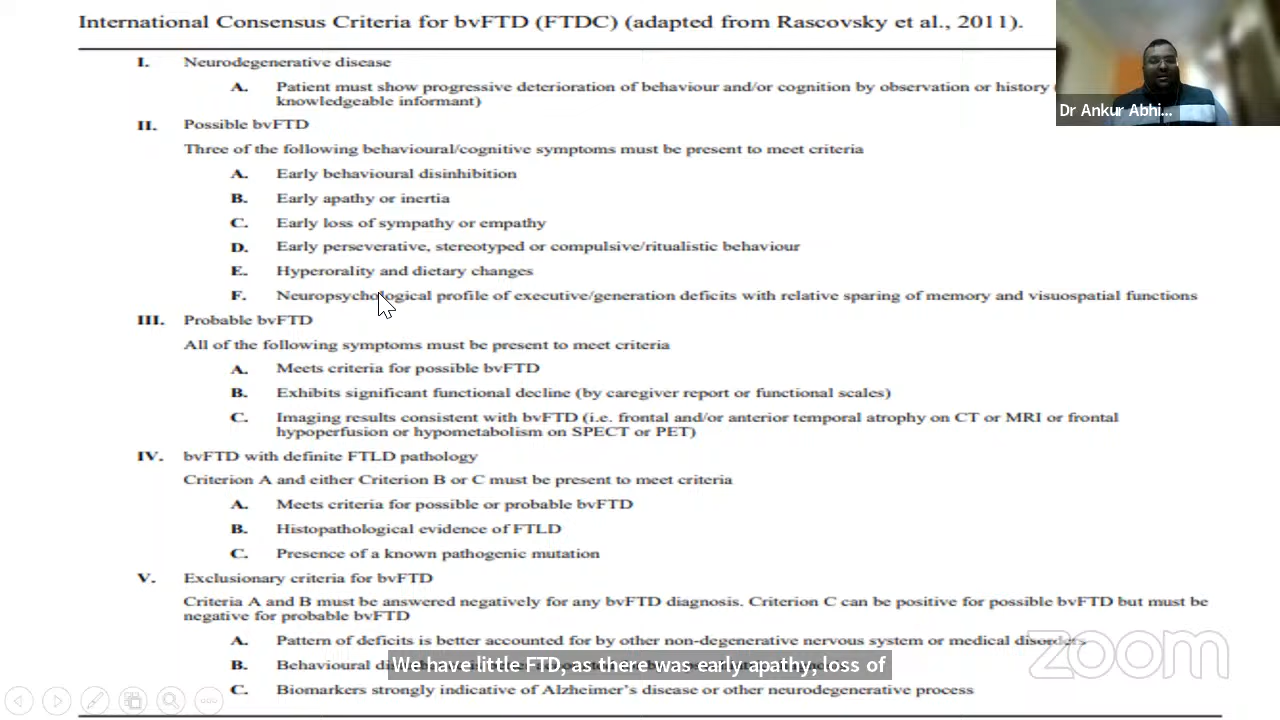 International Consensus Criteria for bvFTD (FTDC) (adapted from Rascovsky et al., 2011).
I. Neurodegenerative disease
A. Patient must show progressive deterioration of behaviour and/or cognition by observation or history
knowledgeable informant)
II. Possible bvFTD
Three of the following behavioural/cognitive symptoms must be present to meet criteria
A. Early behavioural disinhibition
B. Early apathy or inertia
C. Early loss of sympathy or empathy
D. Early perseverative, stereotyped or compulsive/ritualistic behaviour
E. Hyperorality and dietary changes
F. Neuropsychological profile of executive/generation deficits with relative sparing of memory and visuospatial functions
III. Probable bvFTD
All of the following symptoms must be present to meet criteria
A. Meets criteria for possible bvFTD
B. Exhibits significant functional decline (by caregiver report or functional scales)
C. Imaging results consistent with bvFTD (i.e. frontal and/or anterior temporal atrophy on CT or MRI or frontal
hypoperfusion or hypometabolism on SPECT or PET)
IV. bvFTD with definite FTLD pathology
Criterion A and either Criterion B or C must be present to meet criteria
A. Meets criteria for possible or probable bvFTD
B. Histopathological evidence of FTLD
C. Presence of a known pathogenic mutation
V. Exclusionary criteria for bvFTD
Criteria A and B must be answered negatively for any bvFTD diagnosis. Criterion C can be positive for possible bvFTD but must be
negative for probable bvFTD
A. Pattern of deficits is better accounted for by other non-degenerative nervous system or medical disorders
B. Behavioural
We have little FTD, as there was early apathy, loss of
C. Biomarkers strongly indicative of Alzheimer's disease or other neurodegenerative process
Dr Ankur Abhi...
zoom